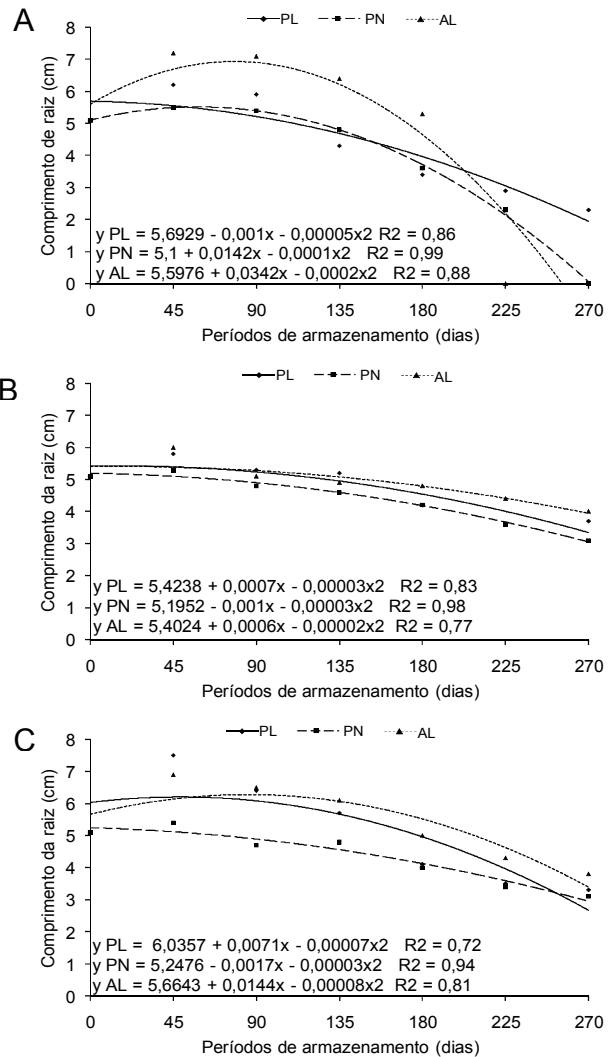 A
PL PN AL
Comprimento de raiz (cm)
8
7
6
5
4
3
2
1
0
y PL = 5,6929 - 0,001x - 0,00005x2 R2 = 0,86
y PN = 5,1 + 0,0142x - 0,0001x2 R2 = 0,99
y AL = 5,5976 + 0,0342x - 0,0002x2 R2 = 0,88
0 45 90 135 180 225 270
Períodos de armazenamento (dias)
B
PL PN AL
Comprimento da raiz (cm)
8
7
6
5
4
3
2
1
0
y PL = 5,4238 + 0,0007x - 0,00003x2 R2 = 0,83
y PN = 5,1952 - 0,001x - 0,00003x2 R2 = 0,98
y AL = 5,4024 + 0,0006x - 0,00002x2 R2 = 0,77
0 45 90 135 180 225 270
Períodos de armazenamento (dias)
C
PL PN AL
Comprimento da raiz (cm)
8
7
6
5
4
3
2
1
0
y PL = 6,0357 + 0,0071x - 0,00007x2 R2 = 0,72
y PN = 5,2476 - 0,0017x - 0,00003x2 R2 = 0,94
y AL = 5,6643 + 0,0144x - 0,00008x2 R2 = 0,81
0 45 90 135 180 225 270
Períodos de armazenamento (dias)